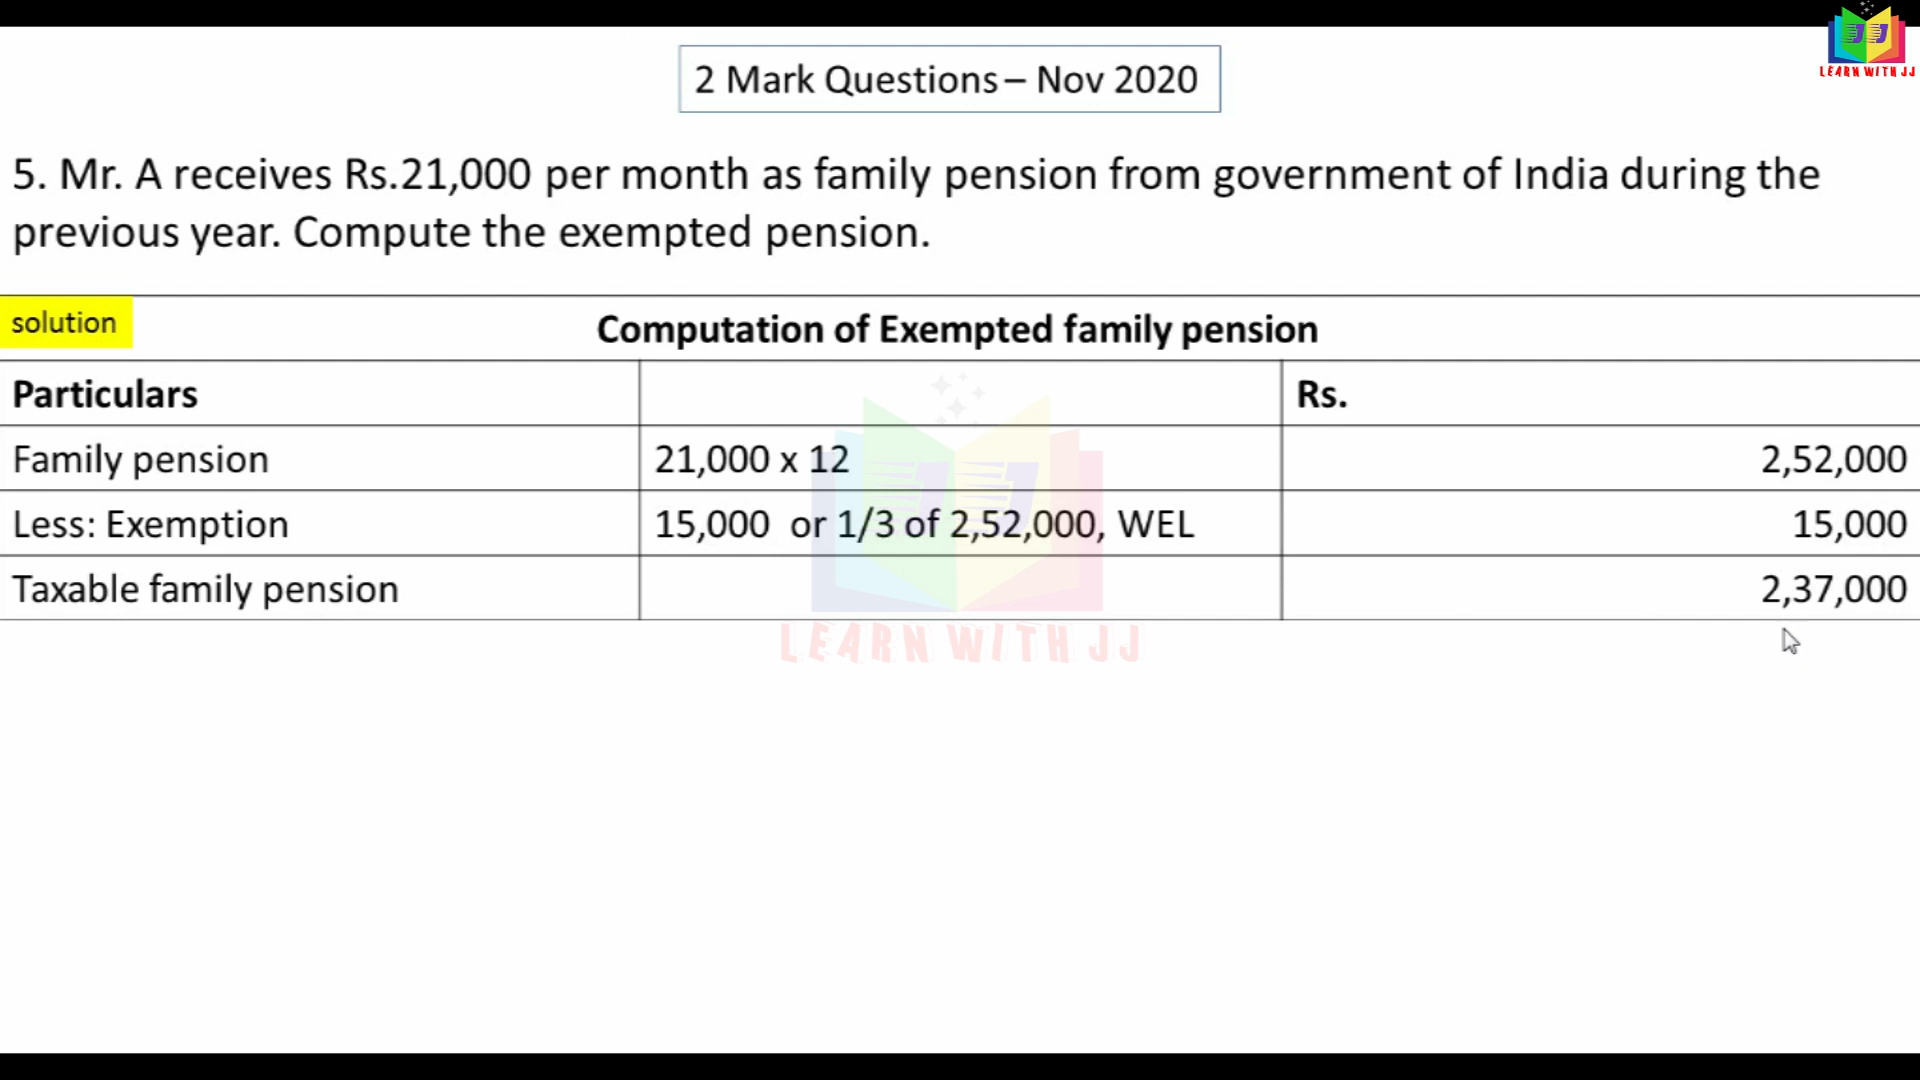 LEARN WITH JJ
2 Mark Questions – Nov 2020
5. Mr. A receives Rs.21,000 per month as family pension from government of India during the
previous year. Compute the exempted pension.
solution
Computation of Exempted family pension
Particulars Rs.
Family pension 21,000 x 12 2,52,000
Less: Exemption 15,000 or 1/3 of 2,52,000, WEL 15,000
Taxable family pension 2,37,000
LEARN WITH JJ